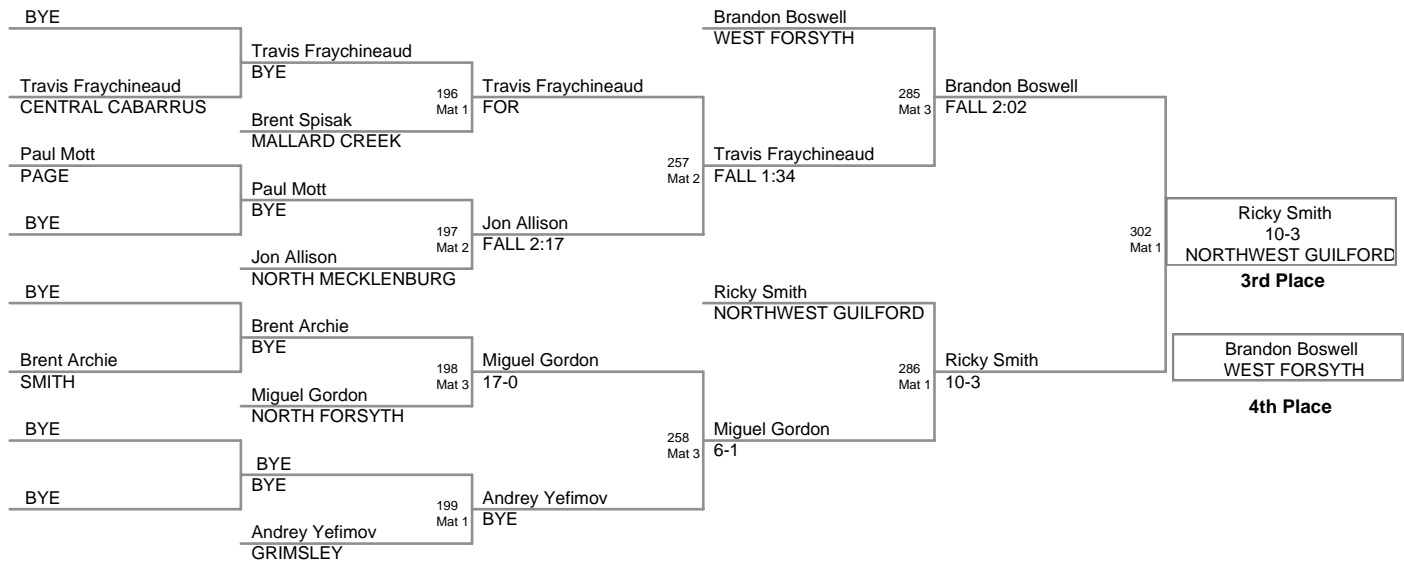 BYE
Travis Fraychineaud
CENTRAL CABARRUS
Paul Mott
PAGE
BYE
BYE
Brent Archie
SMITH
BYE
BYE
Travis Fraychineaud
BYE
Brent Spisak
MALLARD CREEK
Paul Mott
BYE
Jon Allison
NORTH MECKLENBURG
Brent Archie
BYE
Miguel Gordon
NORTH FORSYTH
BYE
BYE
Andrey Yefimov
GRIMSLEY
196
Mat 1
197
Mat 2
198
Mat 3
199
Mat 1
Travis Fraychineaud
FOR
Jon Allison
FALL 2:17
Miguel Gordon
17-0
Andrey Yefimov
BYE
257
Mat 2
258
Mat 3
Brandon Boswell
WEST FORSYTH
Travis Fraychineaud
FALL 1:34
Ricky Smith
NORTHWEST GUILFORD
Miguel Gordon
6-1
285
Mat 3
286
Mat 1
Brandon Boswell
FALL 2:02
Ricky Smith
10-3
302
Mat 1
Ricky Smith
10-3
NORTHWEST GUILFORD
3rd Place
Brandon Boswell
WEST FORSYTH
4th Place